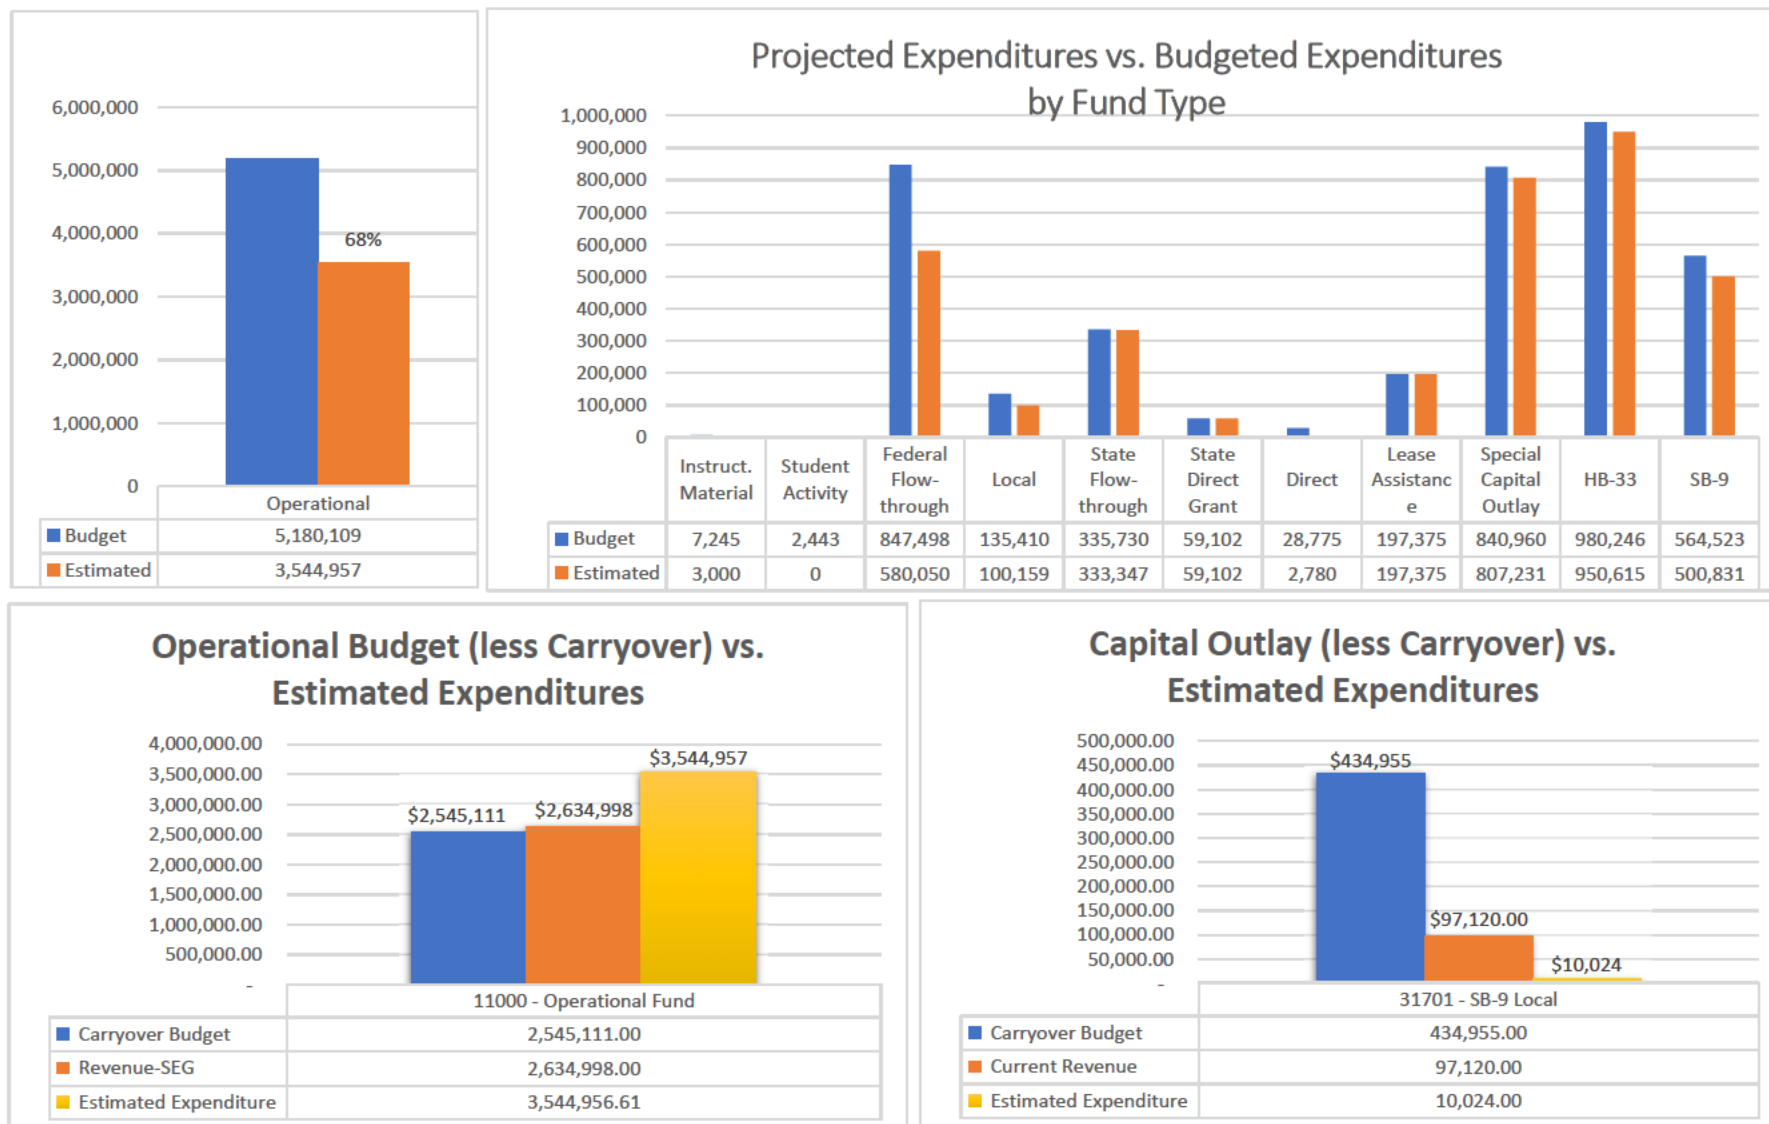 6,000,000
5,000,000
4,000,000
3,000,000
2,000,000
1,000,000
0
68%
Operational
Budget 5,180,109
Estimated 3,544,957
Projected Expenditures vs. Budgeted Expenditures
by Fund Type
1,000,000
900,000
800,000
700,000
600,000
500,000
400,000
300,000
200,000
100,000
0
Instruct. Material Student Activity Federal Flow-through Local State Flow-through State Direct Grant Direct Lease Assistance Special Capital Outlay HB-33 SB-9
Budget 7,245 2,443 847,498 135,410 335,730 59,102 28,775 197,375 840,960 980,246 564,523
Estimated 3,000 0 580,050 100,159 333,347 59,102 2,780 197,375 807,231 950,615 500,831
Operational Budget (less Carryover) vs.
Estimated Expenditures
4,000,000.00
3,500,000.00
3,000,000.00
2,500,000.00
2,000,000.00
1,500,000.00
1,000,000.00
500,000.00
-
$2,545,111
$2,634,998
$3,544,957
11000 - Operational Fund
Carryover Budget 2,545,111.00
Revenue-SEG 2,634,998.00
Estimated Expenditure 3,544,956.61
Capital Outlay (less Carryover) vs.
Estimated Expenditures
500,000.00
450,000.00
400,000.00
350,000.00
300,000.00
250,000.00
200,000.00
150,000.00
100,000.00
50,000.00
-
$434,955
$97,120.00
$10,024
31701 - SB-9 Local
Carryover Budget 434,955.00
Current Revenue 97,120.00
Estimated Expenditure 10,024.00